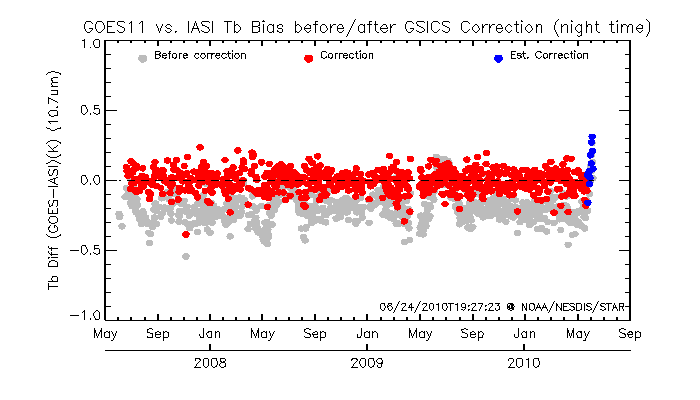 GOES11 vs. IASI Tb Bias before/after GSICS Correction (night time)
1.0
Before correction Correction Est. Correction
0.5
0.0
-0.5
-1.0
Tb Diff (GOES-IASI)(K) (10.7um)
06/24/2010T19:27:23 @ NOAA/NESDIS/STAR
May Sep Jan May Sep Jan May Sep Jan May Sep
2008 2009 2010